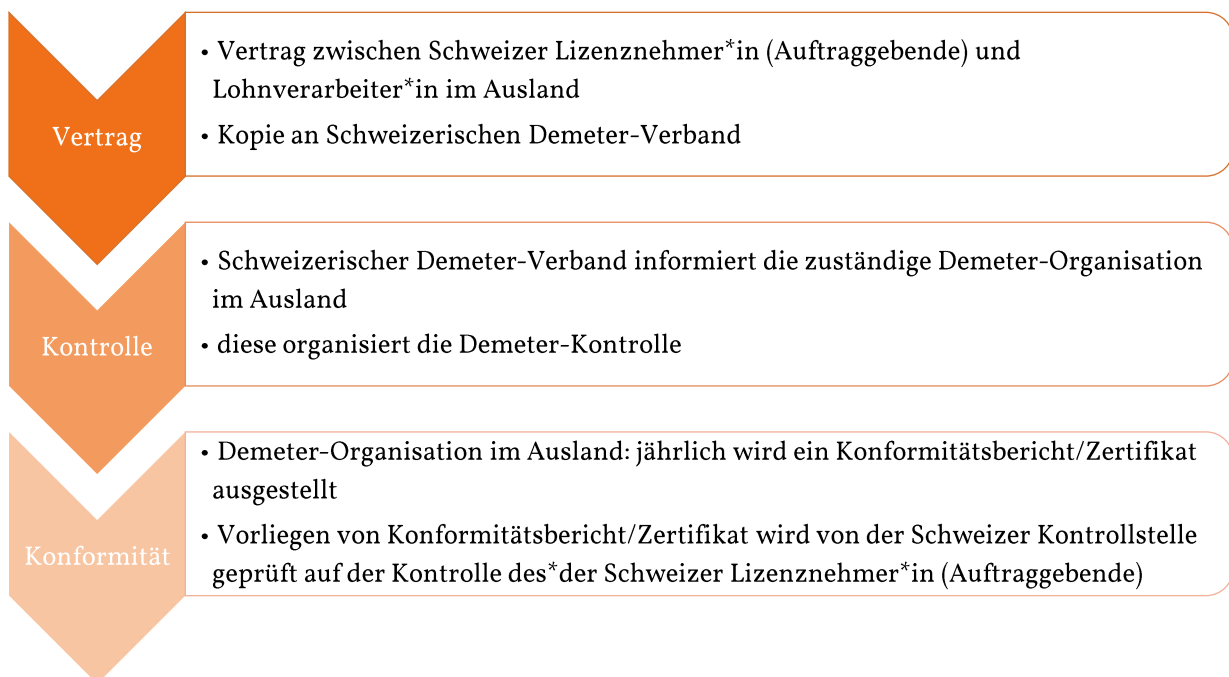 Vertrag
• Vertrag zwischen Schweizer Lizenznehmer*in (Auftraggebende) und
Lohnverarbeiter*in im Ausland
• Kopie an Schweizerischen Demeter-Verband
Kontrolle
• Schweizerischer Demeter-Verband informiert die zuständige Demeter-Organisation
im Ausland
• diese organisiert die Demeter-Kontrolle
Konformität
• Demeter-Organisation im Ausland: jährlich wird ein Konformitätsbericht/Zertifikat
ausgestellt
• Vorliegen von Konformitätsbericht/Zertifikat wird von der Schweizer Kontrollstelle
geprüft auf der Kontrolle des*der Schweizer Lizenznehmer*in (Auftraggebende)